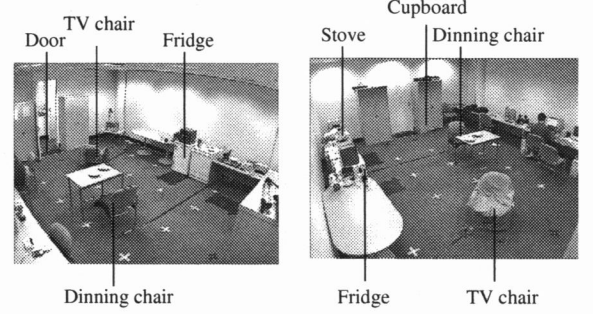 TV chair
Door
Fridge
Dinning chair
Cupboard
Stove
Dinning chair
Fridge
TV chair